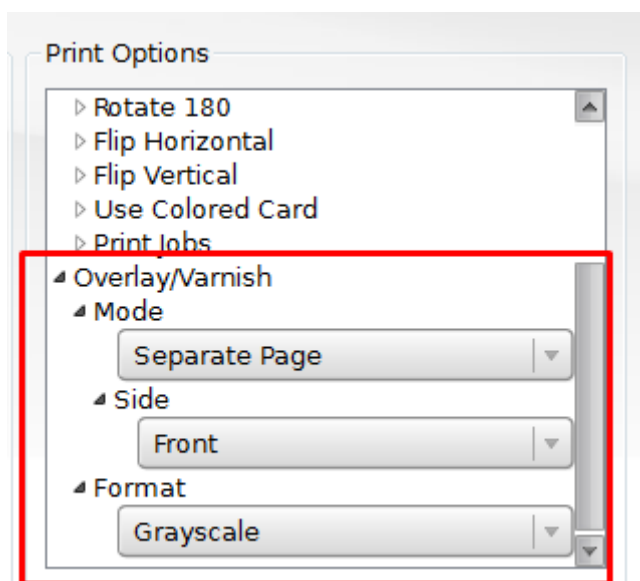 Print Options
Rotate 180
Flip Horizontal
Flip Vertical
Use Colored Card
Print Jobs
Overlay/Varnish
Mode
Separate Page
Side
Front
Format
Grayscale